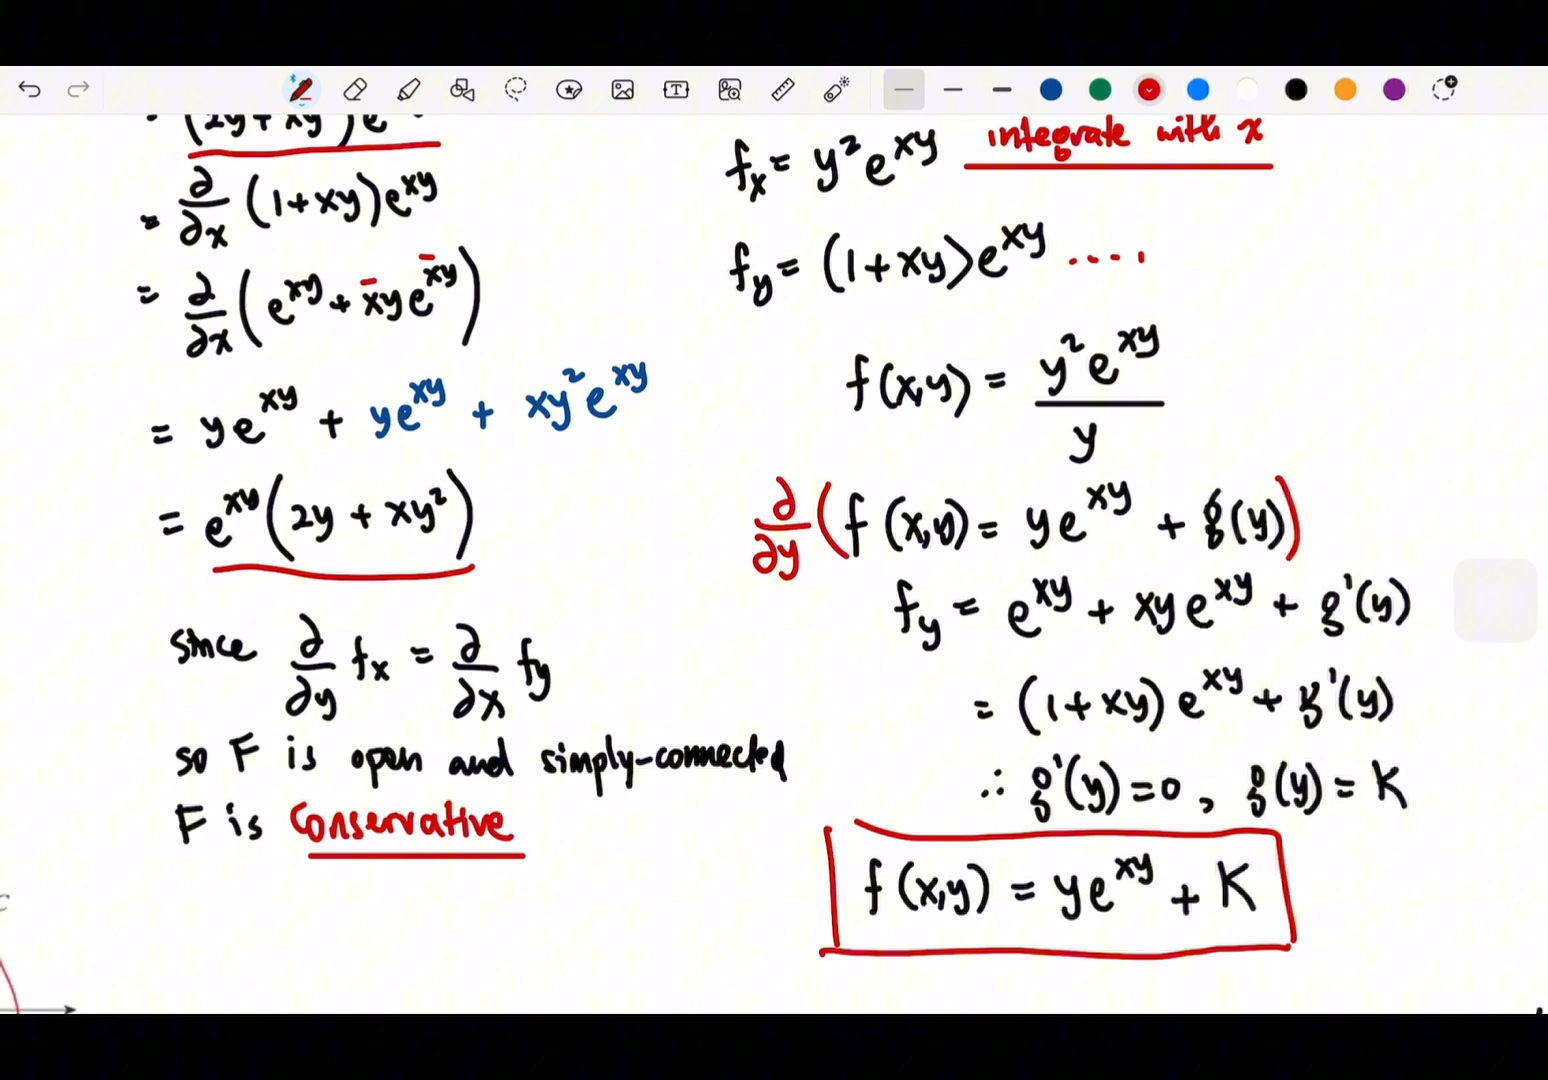 = (2y + xy )e
= ∂/∂x (1+xy)e^xy
= ∂/∂x (e^xy + xye^xy)
= ye^xy + ye^xy + xy²e^xy
= e^xy (2y + xy²)
since ∂/∂y fx = ∂/∂x fy
so F is open and simply-connected
F is Conservative
C
fx = y²e^xy integrate with x
fy = (1+xy)e^xy ....
f(x,y) = y²e^xy / y
∂/∂y (f(x,y) = ye^xy + g(y))
fy = e^xy + xye^xy + g'(y)
= (1+xy)e^xy + g'(y)
∴ g'(y)=0, g(y)=K
f(x,y) = ye^xy + K